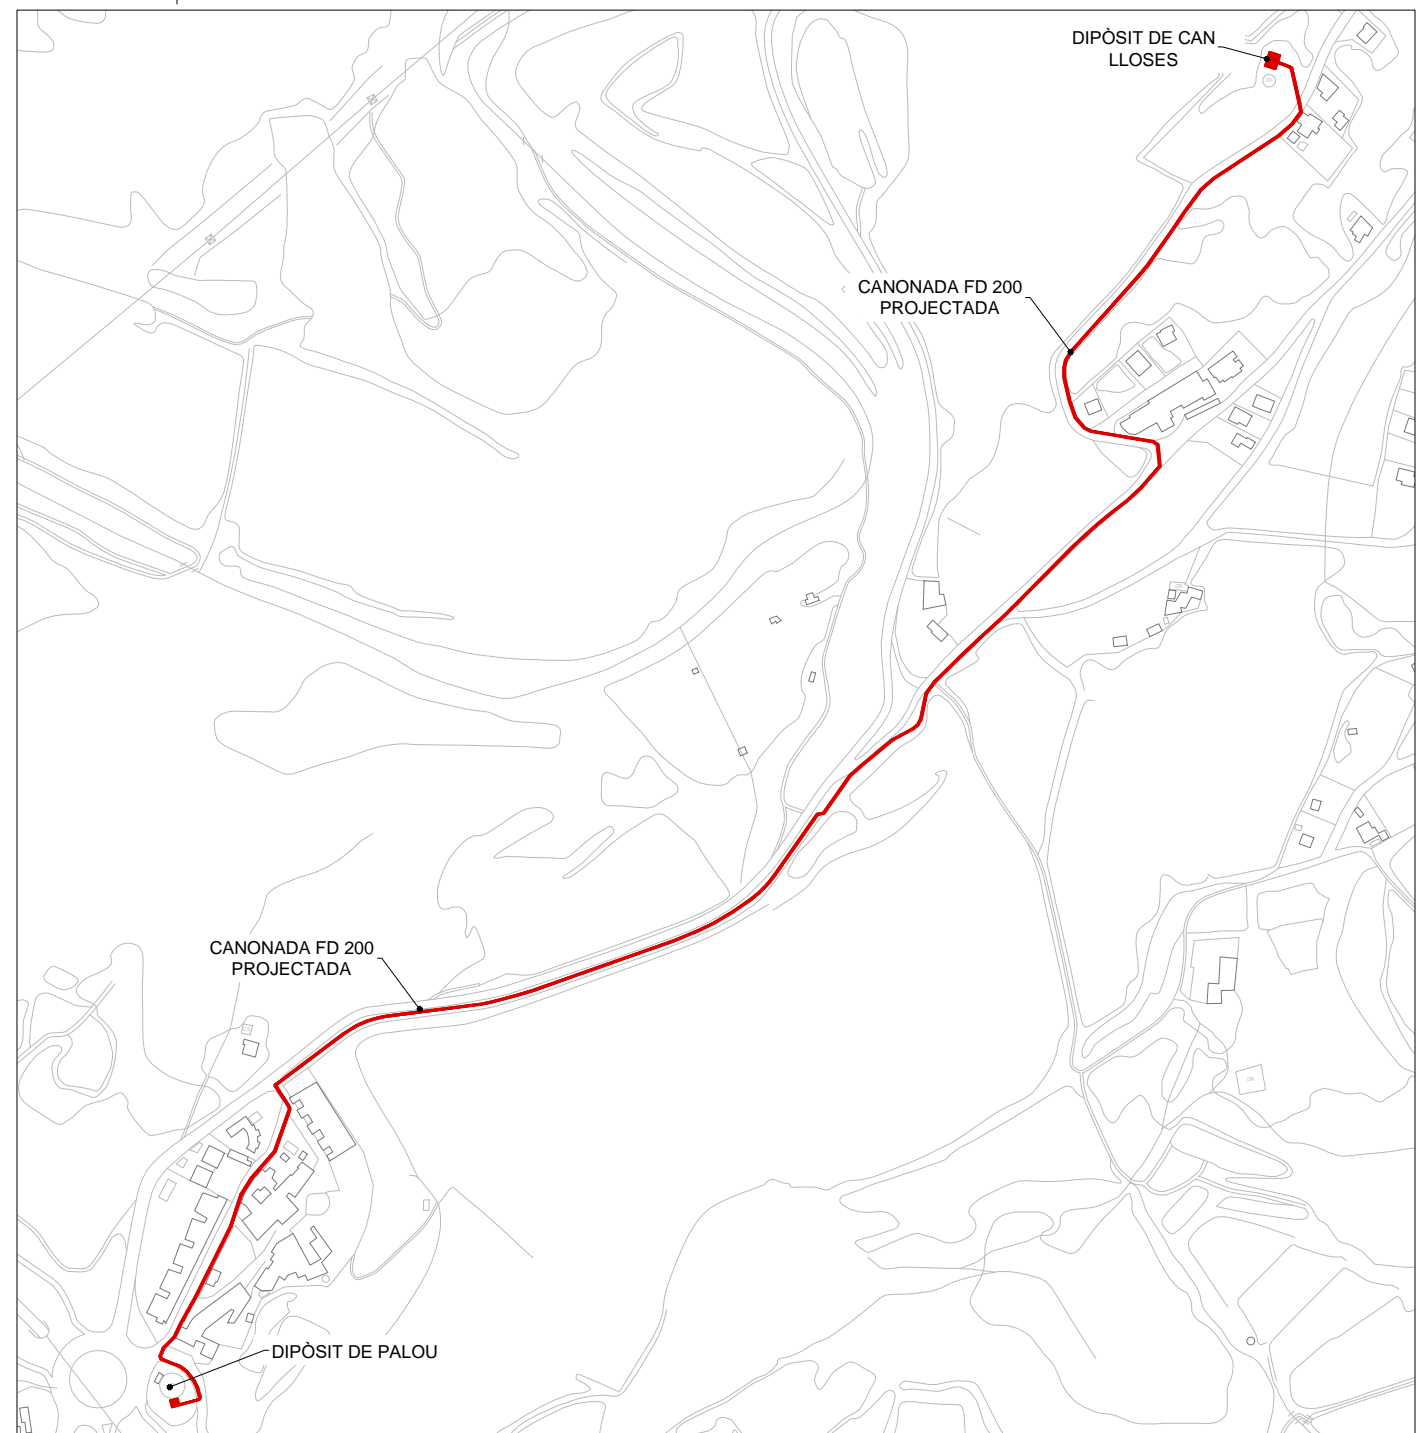 DIPÒSIT DE CAN
LLOSES
CANONADA FD 200
PROJECTADA
CANONADA FD 200
PROJECTADA
DIPÒSIT DE PALOU